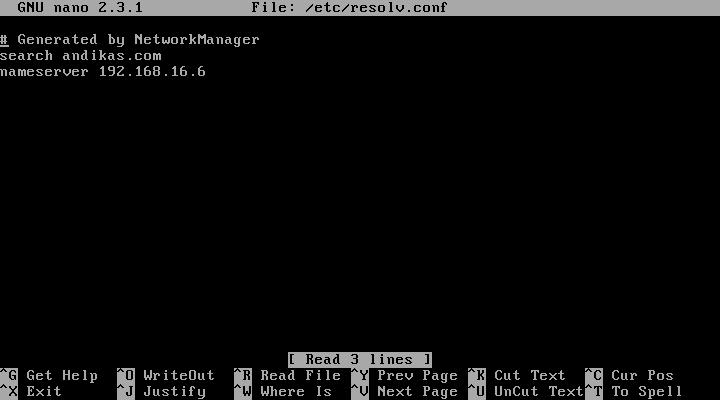 GNU nano 2.3.1 File: /etc/resolv.conf
# Generated by NetworkManager
search andikas.com
nameserver 192.168.16.6
[ Read 3 lines ]
^G Get Help ^O WriteOut ^R Read File ^Y Prev Page ^K Cut Text ^C Cur Pos
^X Exit ^J Justify ^W Where Is ^V Next Page ^U UnCut Text ^T To Spell